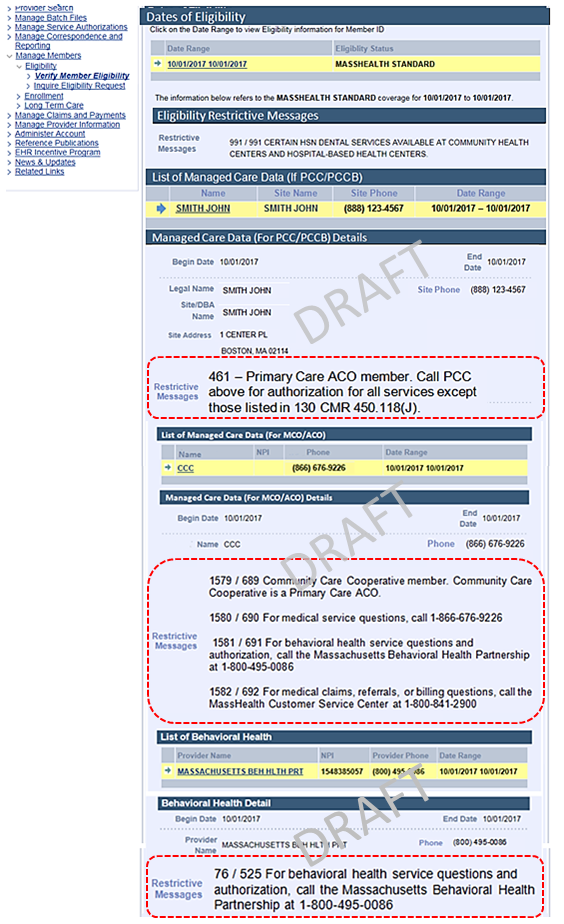 Provider Search
Manage Batch Files
Manage Service Authorizations
Manage Correspondence and
Reporting
Manage Members
Eligibility
Verify Member Eligibility
Inquire Eligibility Request
Enrollment
Long Term Care
Manage Claims and Payments
Manage Provider Information
Administer Account
Reference Publications
EHR Incentive Program
News & Updates
Related Links
Dates of Eligibility
Click on the Date Range to view Eligibility information for Member ID
Date Range Eligiblity Status
10/01/2017 10/01/2017 MASSHEALTH STANDARD
The information below refers to the MASSHEALTH STANDARD coverage for 10/01/2017 to 10/01/2017.
Eligibility Restrictive Messages
Restrictive
Messages
991 / 991 CERTAIN HSN DENTAL SERVICES AVAILABLE AT COMMUNITY HEALTH
CENTERS AND HOSPITAL-BASED HEALTH CENTERS.
List of Managed Care Data (If PCC/PCCB)
Name Site Name Site Phone Date Range
SMITH JOHN SMITH JOHN (888) 123-4567 10/01/2017 – 10/01/2017
Managed Care Data (For PCC/PCCB) Details
Begin Date 10/01/2017 End Date 10/01/2017
Legal Name SMITH JOHN Site Phone (888) 123-4567
Site/DBA
Name SMITH JOHN
Site Address 1 CENTER PL
BOSTON, MA 02114
DRAFT
Restrictive
Messages
461 – Primary Care ACO member. Call PCC
above for authorization for all services except
those listed in 130 CMR 450.118(J).
List of Managed Care Data (For MCO/ACO)
Name NPI Phone Date Range
CCC (866) 676-9226 10/01/2017 10/01/2017
Managed Care Data (For MCO/ACO) Details
Begin Date 10/01/2017 End Date 10/01/2017
Name CCC Phone (866) 676-9226
DRAFT
Restrictive
Messages
1579 / 689 Community Care Cooperative member. Community Care
Cooperative is a Primary Care ACO.
1580 / 690 For medical service questions, call 1-866-676-9226
1581 / 691 For behavioral health service questions and
authorization, call the Massachusetts Behavioral Health Partnership
at 1-800-495-0086
1582 / 692 For medical claims, referrals, or billing questions, call the
MassHealth Customer Service Center at 1-800-841-2900
List of Behavioral Health
Provider Name NPI Provider Phone Date Range
MASSACHUSETTS BEH HLTH PRT 1548385057 (800) 495-0086 10/01/2017 10/01/2017
Behavioral Health Detail
Begin Date 10/01/2017 End Date 10/01/2017
Provider
Name MASSACHUSETTS BEH HLTH PRT Phone (800) 495-0086
DRAFT
Restrictive
Messages
76 / 525 For behavioral health service questions and
authorization, call the Massachusetts Behavioral Health
Partnership at 1-800-495-0086